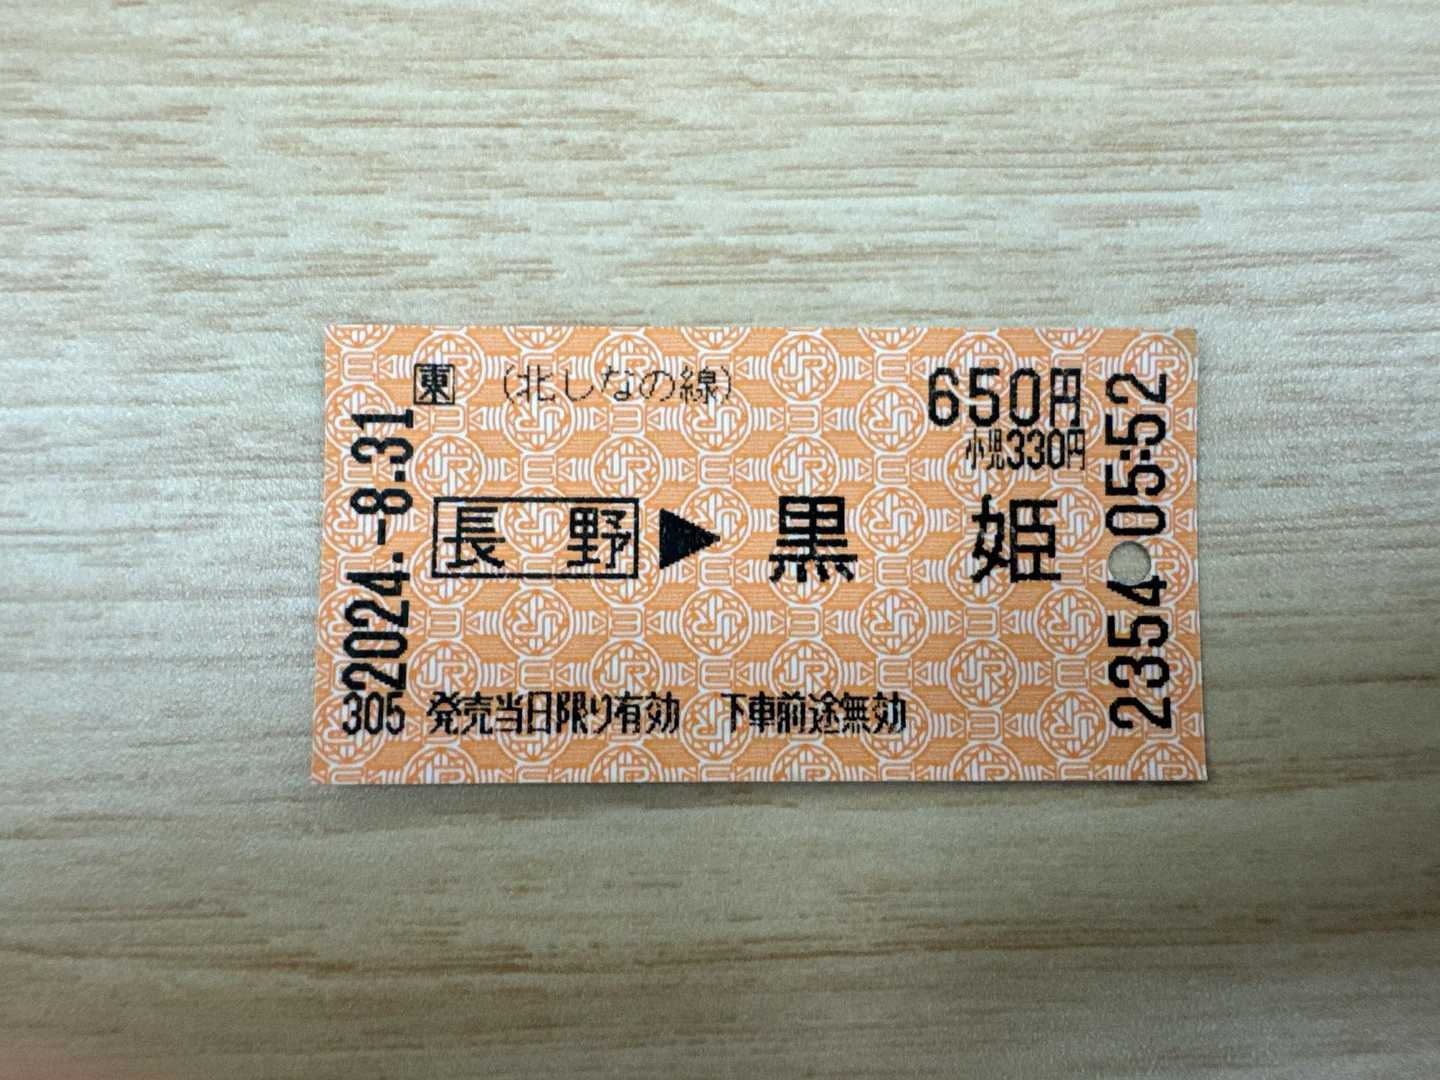 東 (北しなの線) 650円
小児330円
長野▶黒姫
305 発売当日限り有効 下車前途無効
2024.-8.31
2354 05:52